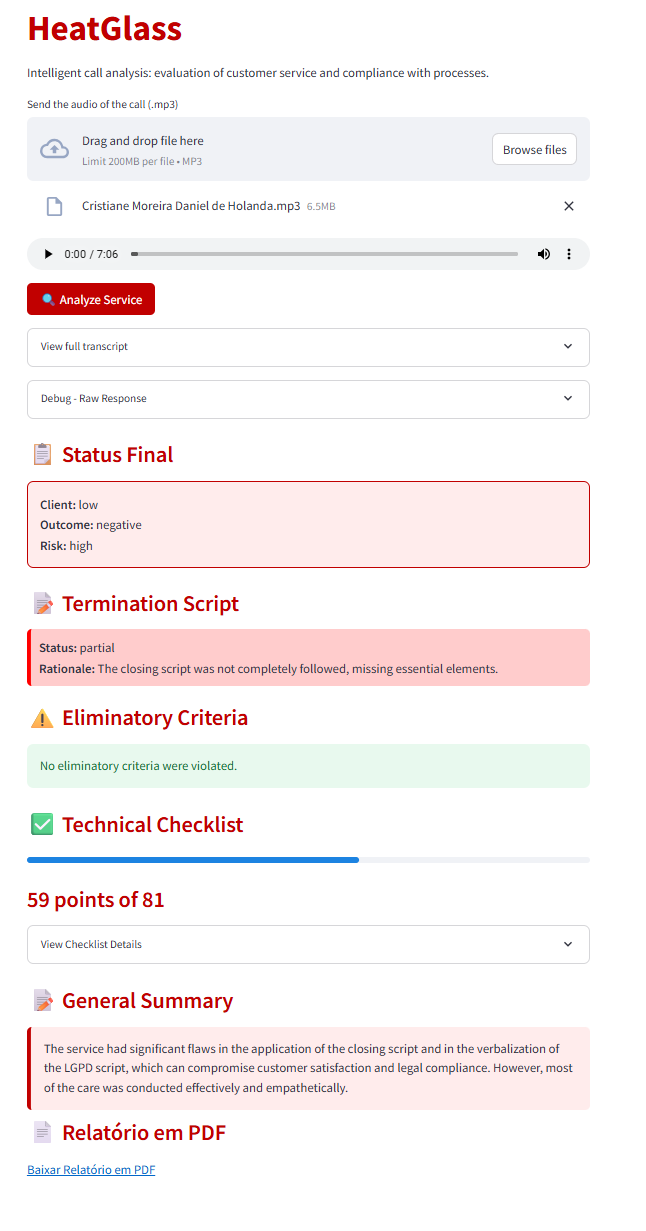 HeatGlass
Intelligent call analysis: evaluation of customer service and compliance with processes.
Send the audio of the call (.mp3)
Drag and drop file here
Limit 200MB per file • MP3
Browse files
Cristiane Moreira Daniel de Holanda.mp3 6.5MB
0:00 / 7:06
Analyze Service
View full transcript
Debug - Raw Response
Status Final
Client: low
Outcome: negative
Risk: high
Termination Script
Status: partial
Rationale: The closing script was not completely followed, missing essential elements.
Eliminatory Criteria
No eliminatory criteria were violated.
Technical Checklist
59 points of 81
View Checklist Details
General Summary
The service had significant flaws in the application of the closing script and in the verbalization of
the LGPD script, which can compromise customer satisfaction and legal compliance. However, most
of the care was conducted effectively and empathetically.
Relatório em PDF
Baixar Relatório em PDF